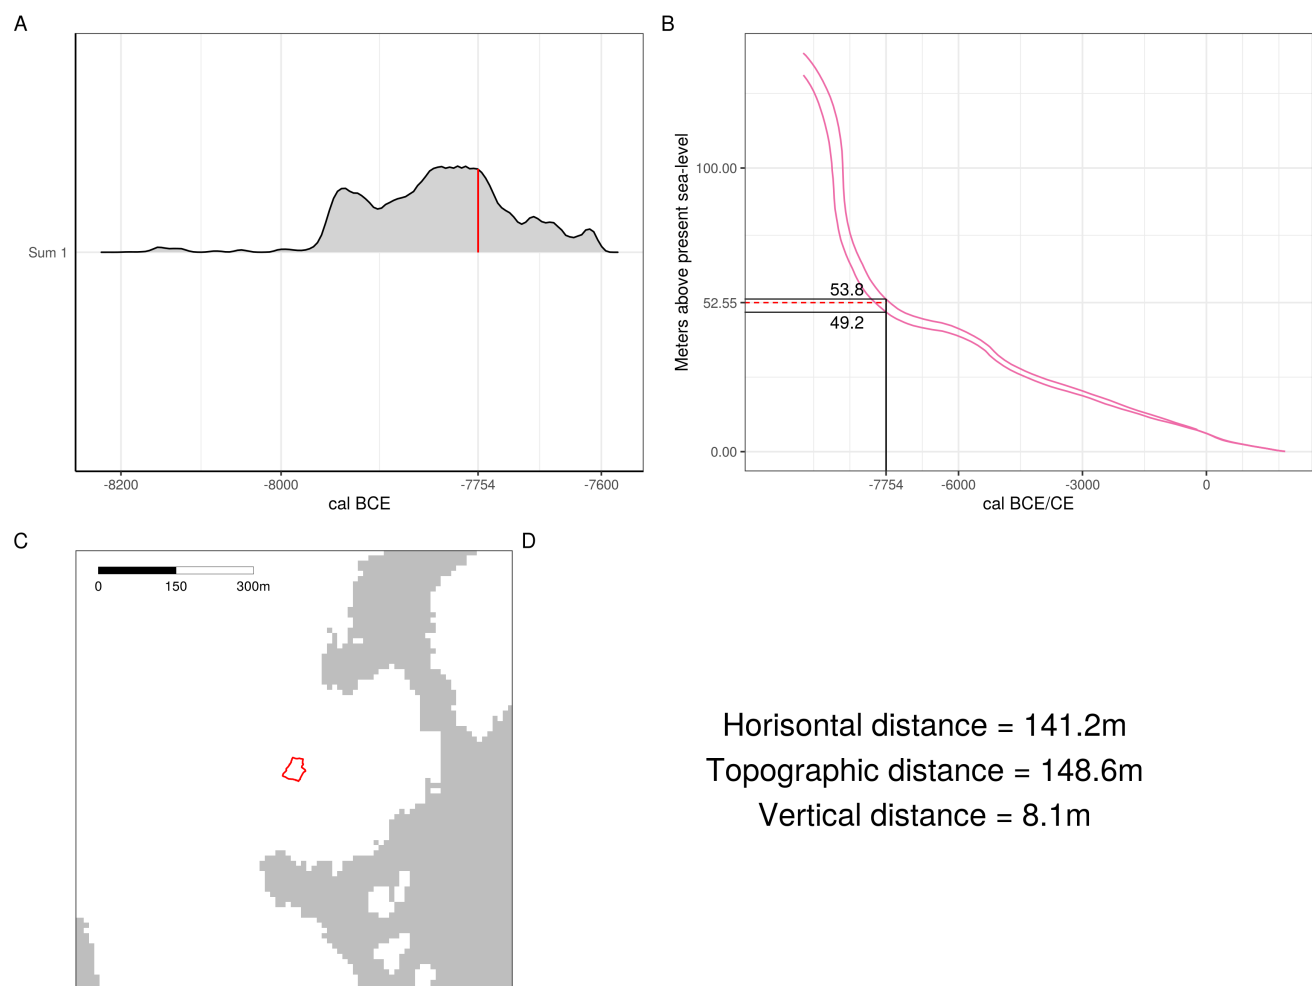 A
Sum 1
-8200
-8000
-7754
-7600
cal BCE
B
Meters above present sea-level
100.00
52.55
0.00
53.8
49.2
-7754
-6000
-3000
0
cal BCE/CE
C
0
150
300m
D
Horisontal distance = 141.2m
Topographic distance = 148.6m
Vertical distance = 8.1m